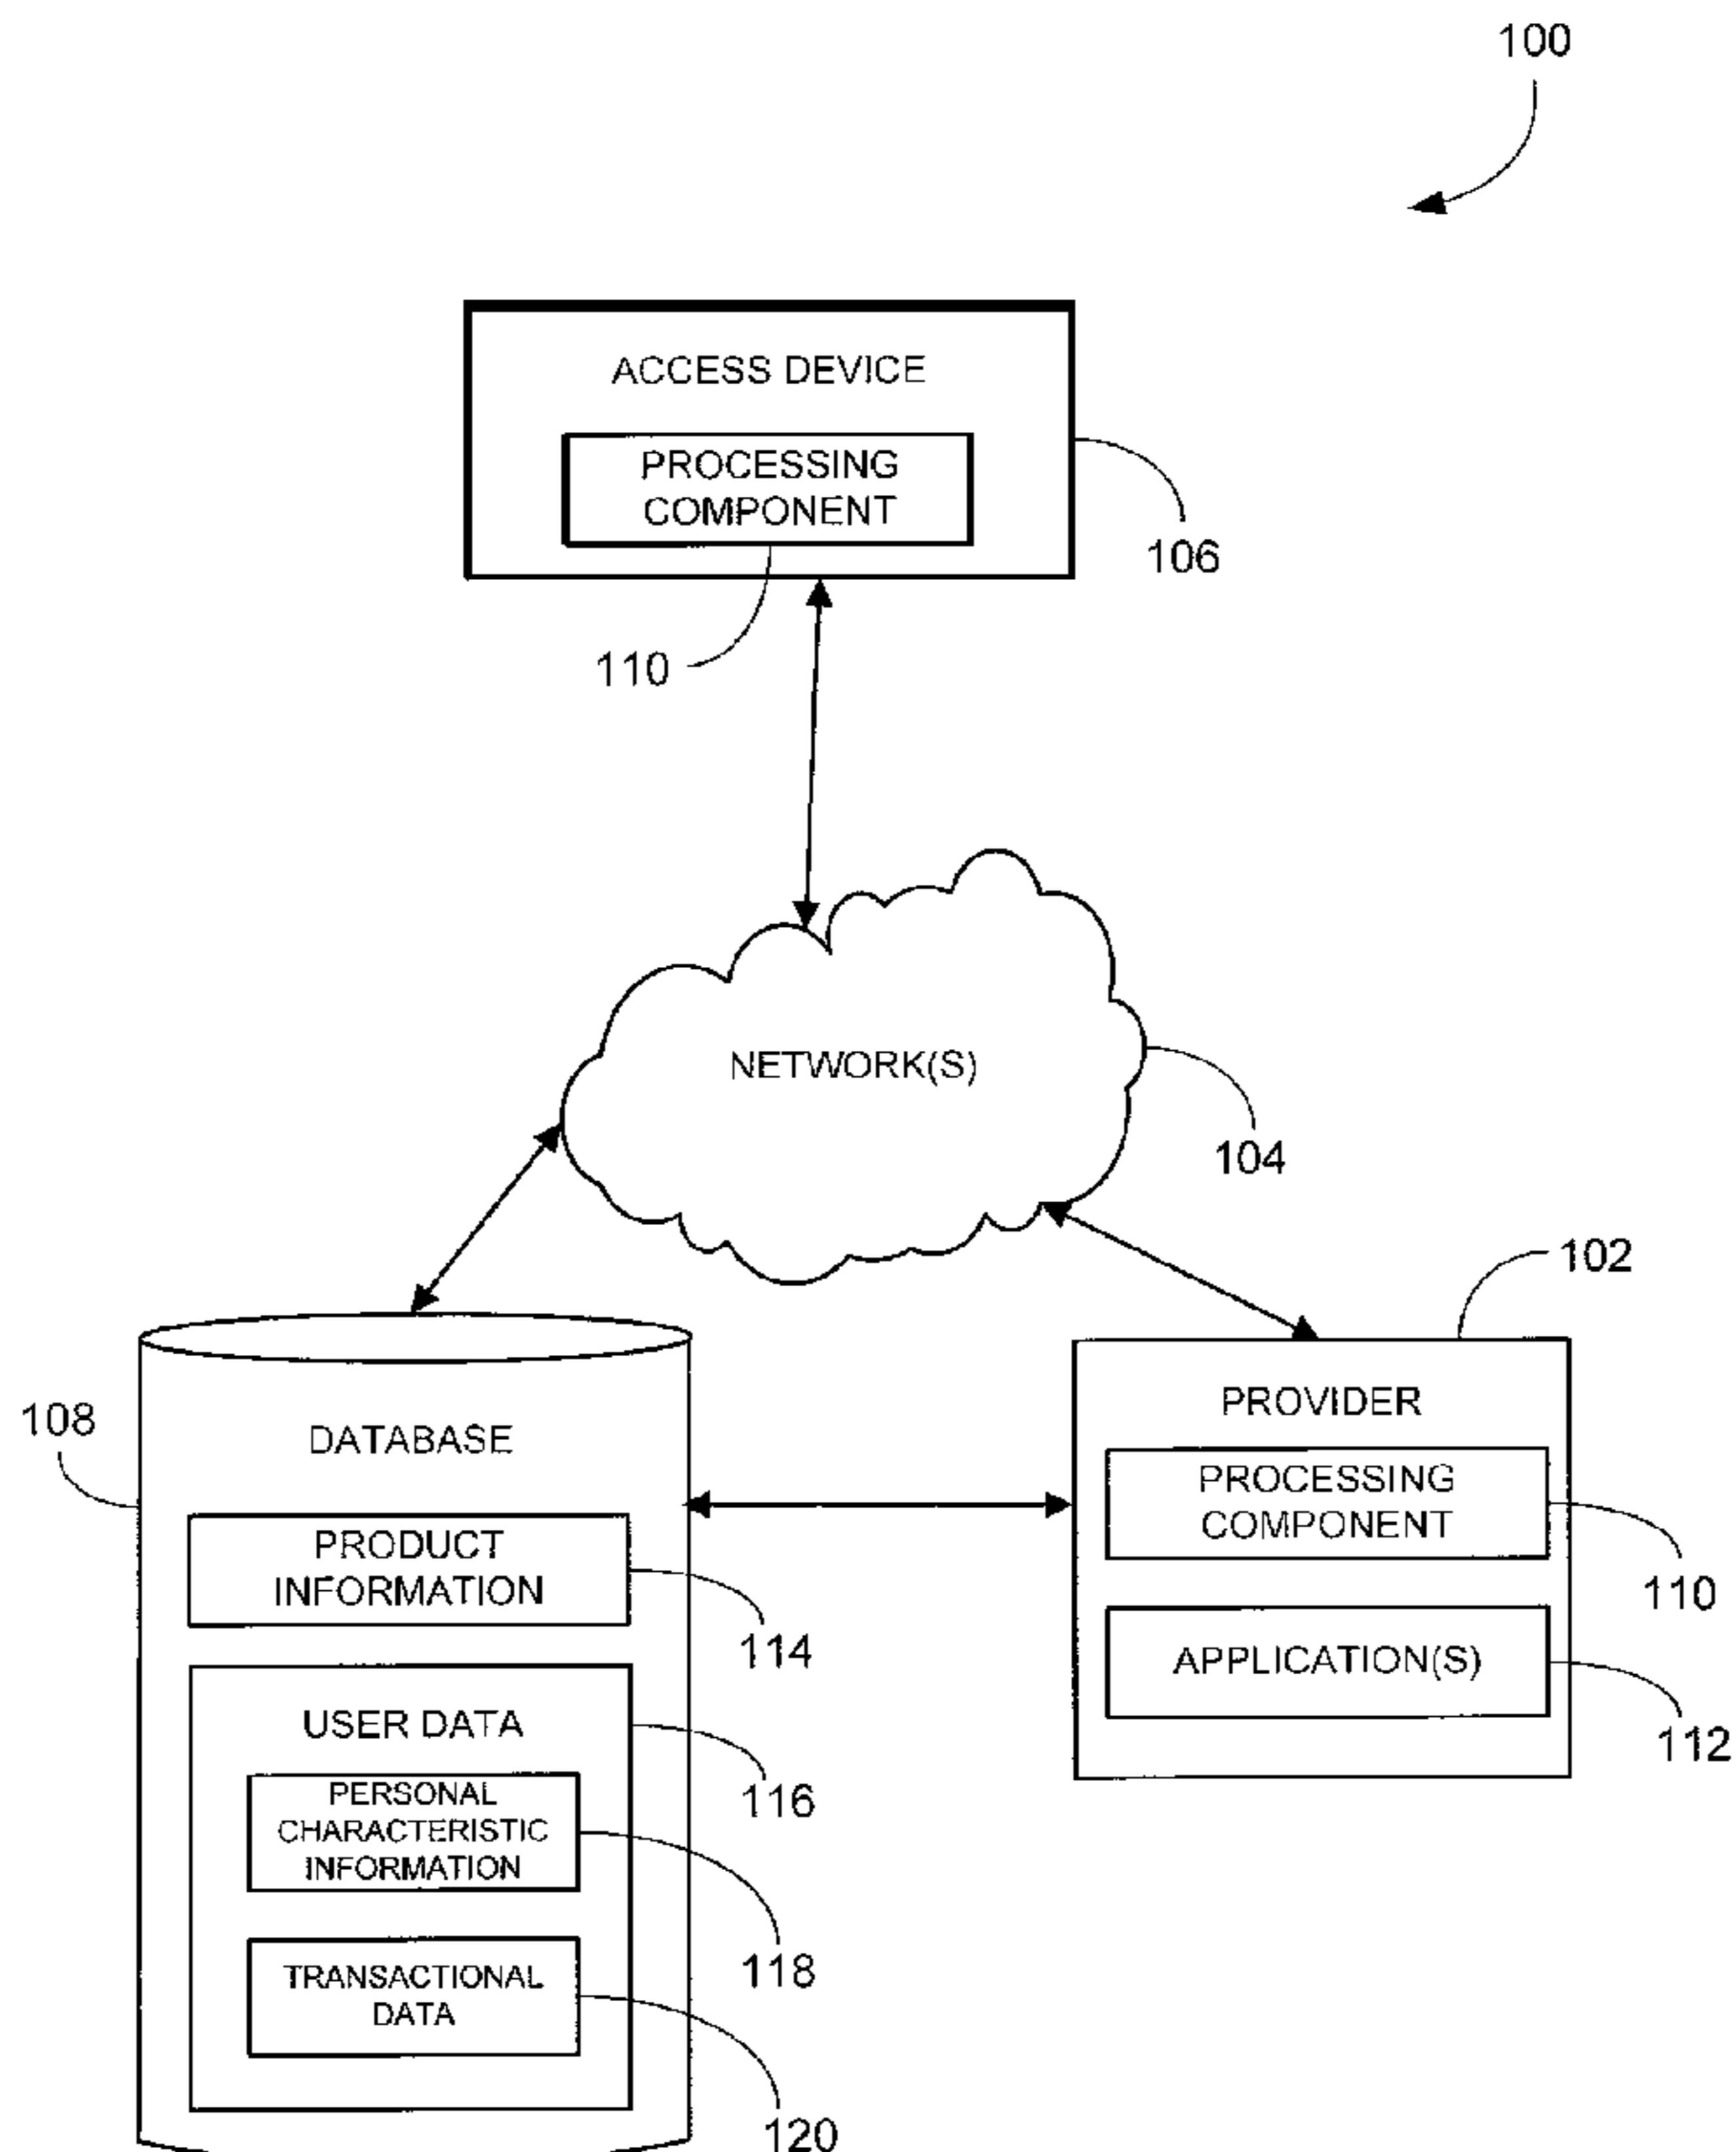 100
ACCESS DEVICE
PROCESSING
COMPONENT
106
110
NETWORK(S)
104
102
PROVIDER
108
DATABASE
PROCESSING
COMPONENT
PRODUCT
INFORMATION
110
114
APPLICATION(S)
USER DATA
112
116
PERSONAL
CHARACTERISTIC
INFORMATION
118
TRANSACTIONAL
DATA
120